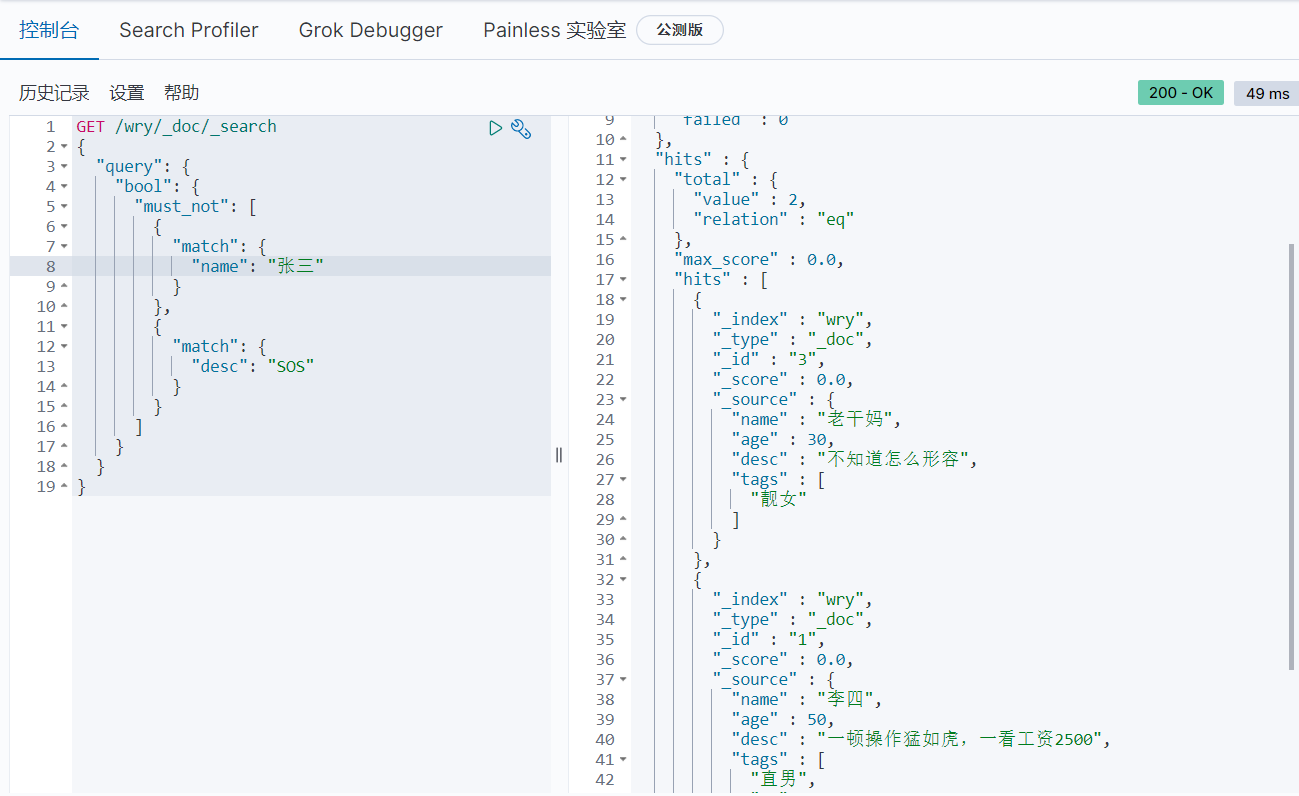 控制台 Search Profiler Grok Debugger Painless 实验室 公测版
历史记录 设置 帮助 200 - OK 49 ms
1 GET /wry/_doc/_search
2 {
3 "query": {
4 "bool": {
5 "must_not": [
6 {
7 "match": {
8 "name": "张三"
9 }
10 },
11 {
12 "match": {
13 "desc": "SOS"
14 }
15 }
16 ]
17 }
18 }
19 }
9 "failed" : 0
10 },
11 "hits" : {
12 "total" : {
13 "value" : 2,
14 "relation" : "eq"
15 },
16 "max_score" : 0.0,
17 "hits" : [
18 {
19 "_index" : "wry",
20 "_type" : "_doc",
21 "_id" : "3",
22 "_score" : 0.0,
23 "_source" : {
24 "name" : "老干妈",
25 "age" : 30,
26 "desc" : "不知道怎么形容",
27 "tags" : [
28 "靓女"
29 ]
30 }
31 },
32 {
33 "_index" : "wry",
34 "_type" : "_doc",
35 "_id" : "1",
36 "_score" : 0.0,
37 "_source" : {
38 "name" : "李四",
39 "age" : 50,
40 "desc" : "一顿操作猛如虎，一看工资2500",
41 "tags" : [
42 "直男",